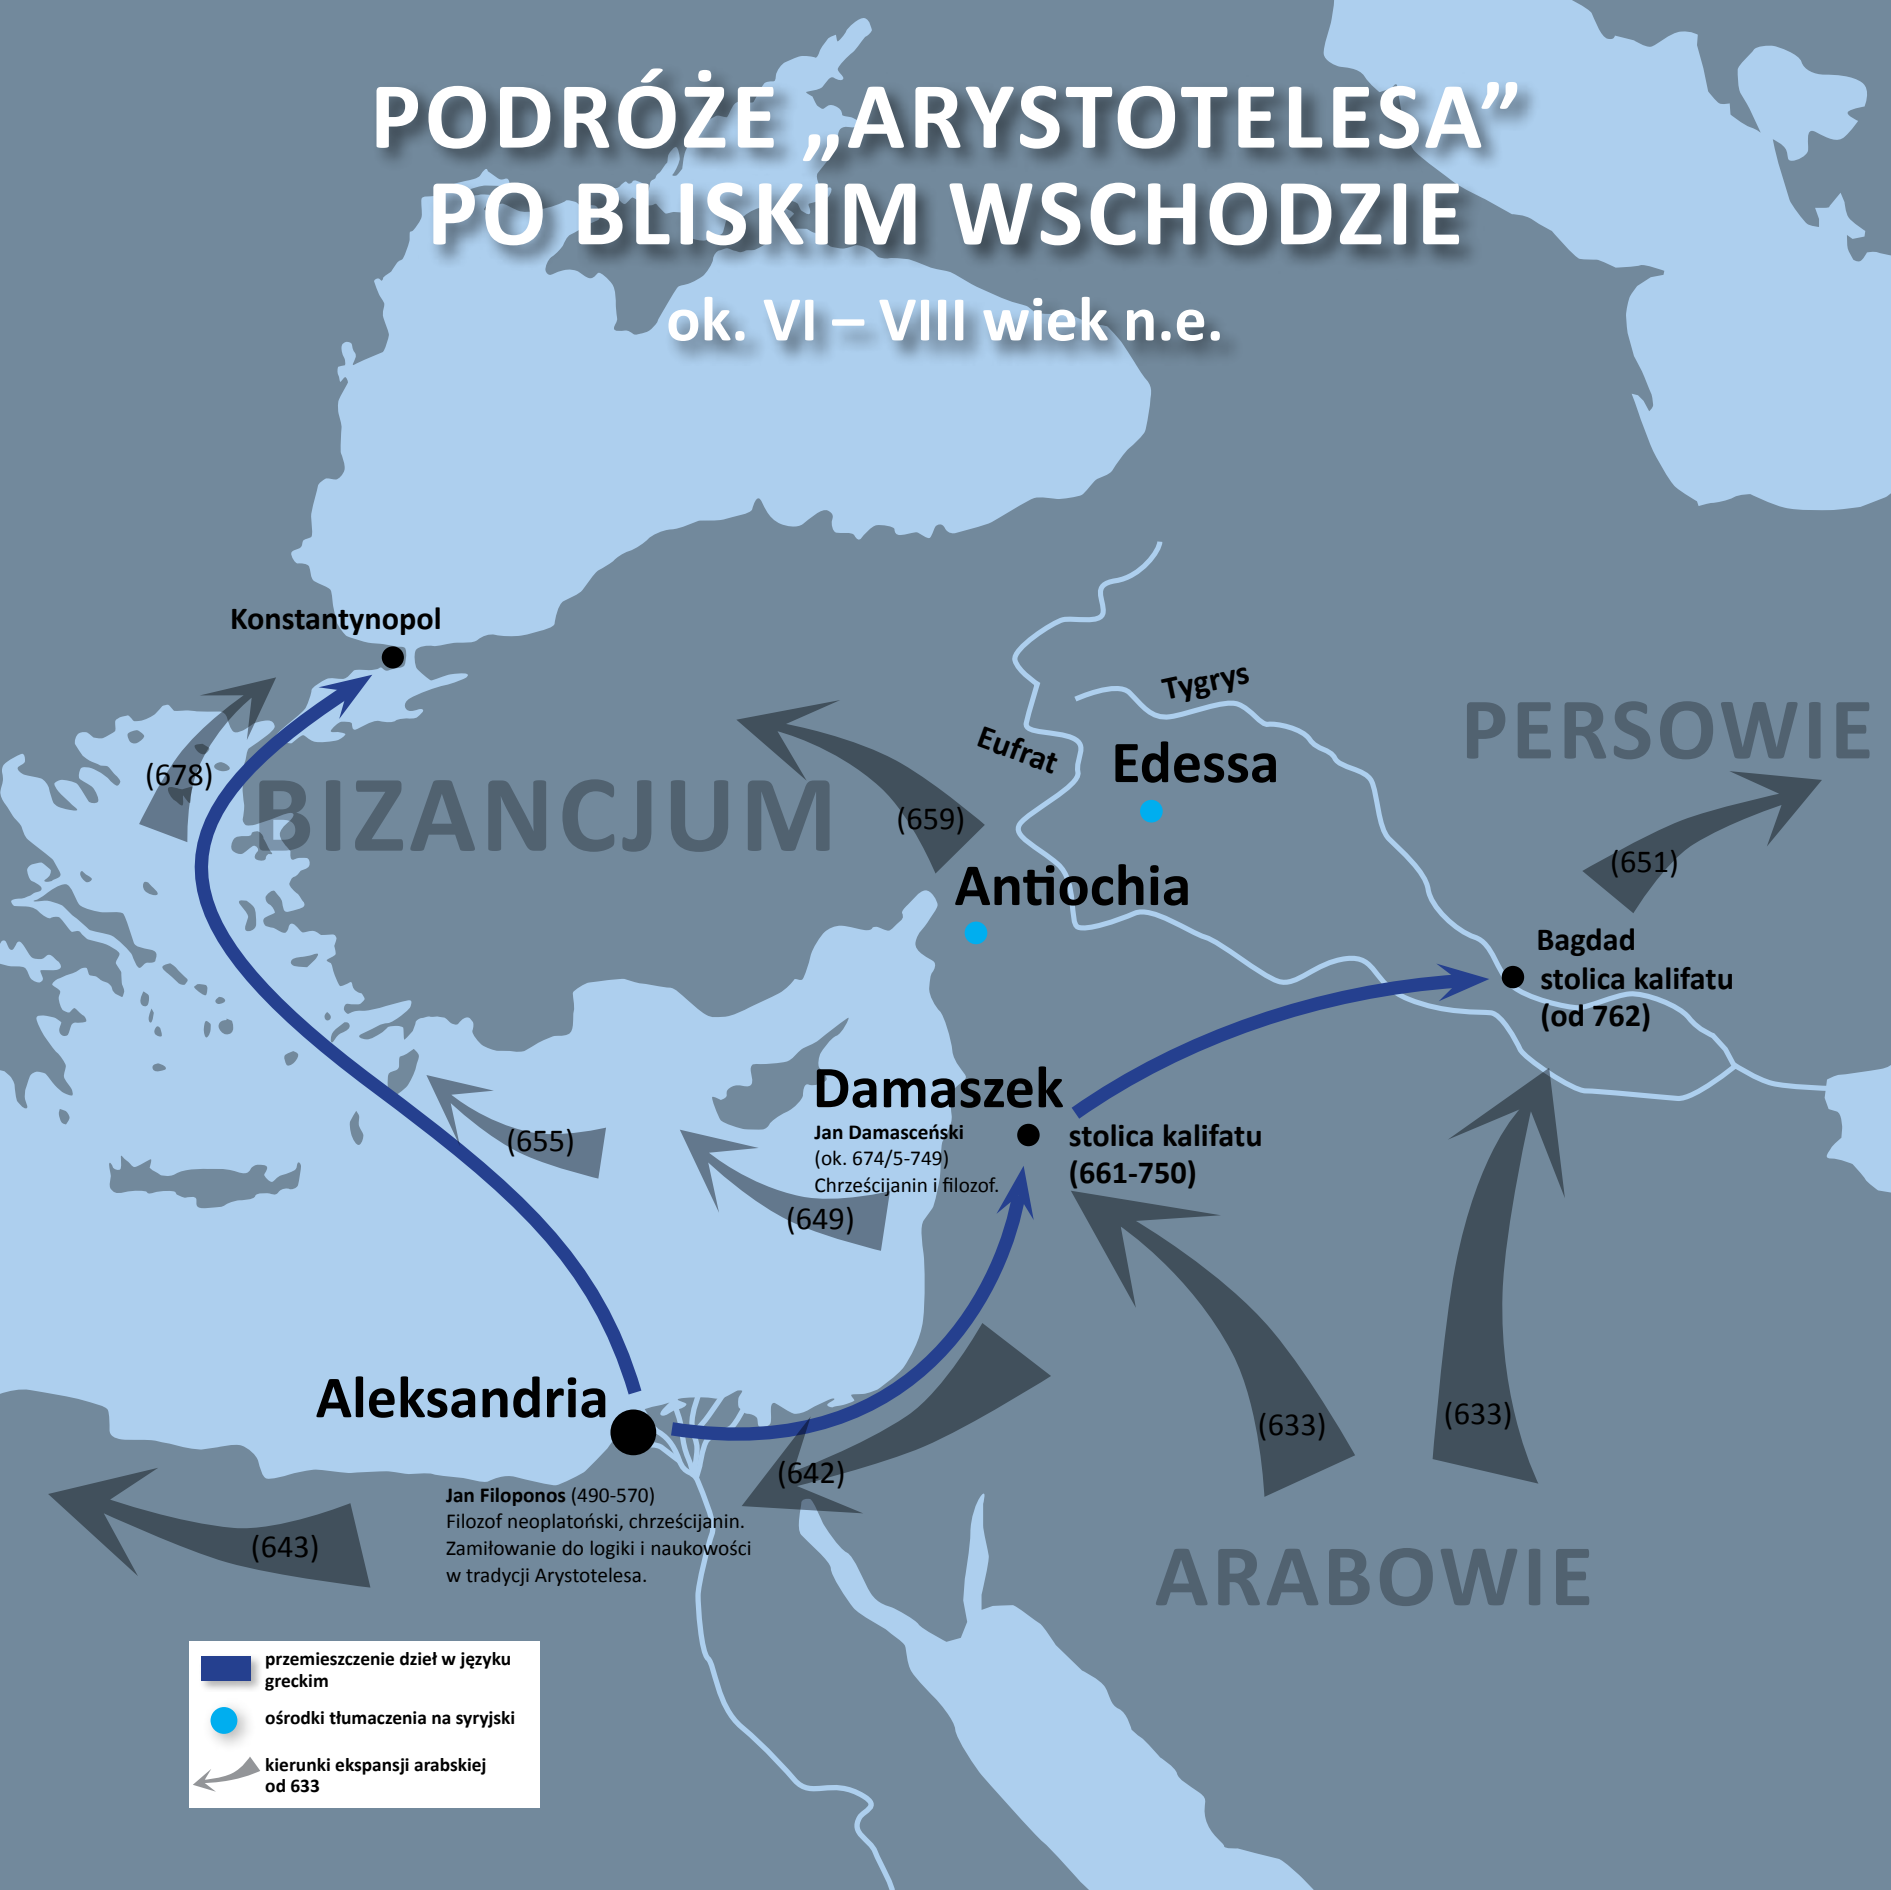 PODRÓŻE „ARYSTOTELESA”
PO BLISKIM WSCHODZIE
ok. VI – VIII wiek n.e.
Konstantynopol
Tygrys
Eufrat
PERSOWIE
Edessa
(678)
BIZANCJUM
(659)
(651)
Antiochia
Bagdad
stolica kalifatu
(od 762)
Damaszek
Jan Damasceński
(ok. 674/5-749)
Chrześcijanin i filozof.
stolica kalifatu
(661-750)
(655)
(649)
Aleksandria
(633)
(633)
(642)
Jan Filoponos (490-570)
Filozof neoplatoński, chrześcijanin.
Zamiłowanie do logiki i naukowości
w tradycji Arystotelesa.
(643)
ARABOWIE
przemieszczenie dzieł w języku
greckim
ośrodki tłumaczenia na syryjski
kierunki ekspansji arabskiej
od 633